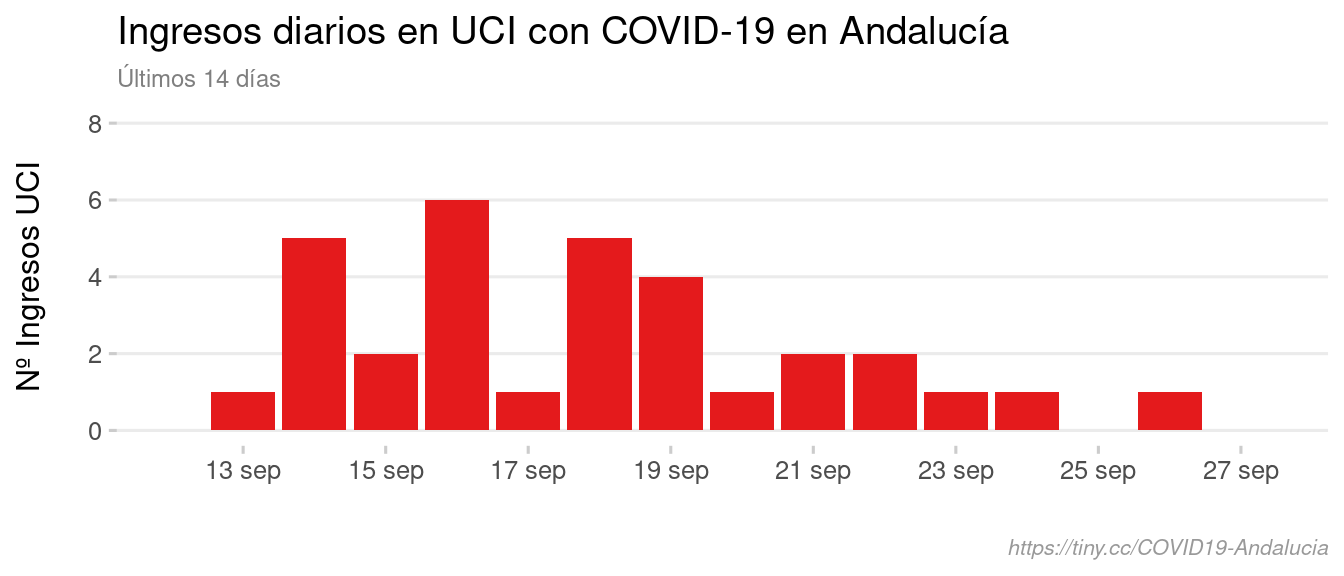 Ingresos diarios en UCI con COVID-19 en Andalucía
Últimos 14 días
Nº Ingresos UCI
8
6
4
2
0
13 sep 15 sep 17 sep 19 sep 21 sep 23 sep 25 sep 27 sep
https://tiny.cc/COVID19-Andalucia